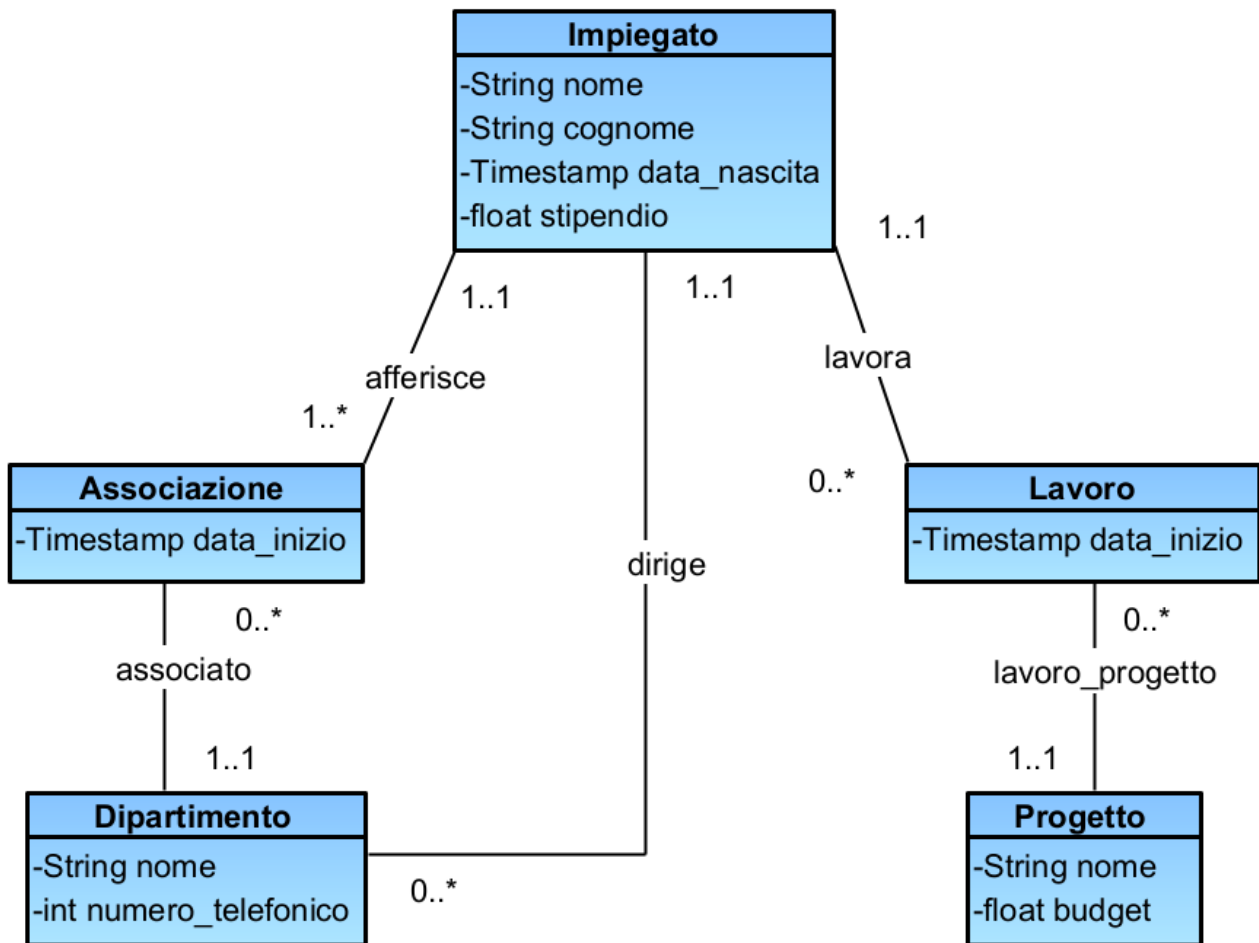 Impiegato
-String nome
-String cognome
-Timestamp data_nascita
-float stipendio
1..1
1..1
1..1
afferisce
lavora
1..*
0..*
Associazione
-Timestamp data_inizio
Lavoro
-Timestamp data_inizio
dirige
0..*
0..*
associato
lavoro_progetto
1..1
1..1
Dipartimento
-String nome
-int numero_telefonico
0..*
Progetto
-String nome
-float budget